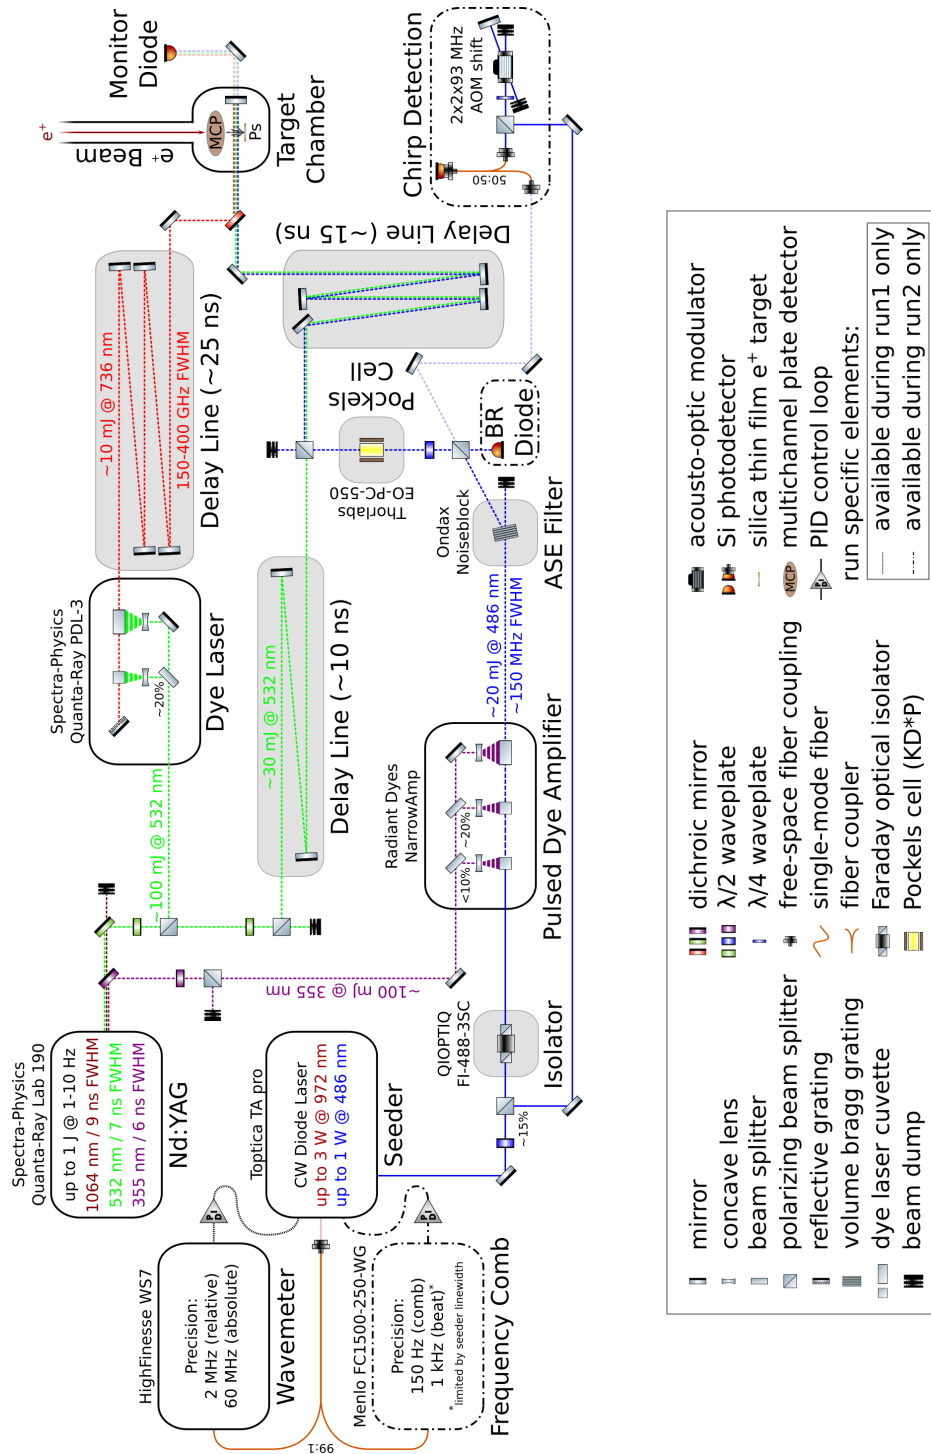 HighFinesse WS7
Precision:
2 MHz (relative)
60 MHz (absolute)
Wavemeter
99:1
Menlo FC1500-250-WG
Precision:
150 Hz (comb)
1 kHz (beat)*
*limited by seeder linewidth
Frequency Comb
PID
PID
Spectra-Physics
Quanta-Ray Lab 190
up to 1 J @ 1-10 Hz
1064 nm / 9 ns FWHM
532 nm / 7 ns FWHM
355 nm / 6 ns FWHM
Nd:YAG
Toptica TA pro
CW Diode Laser
up to 3 W @ 972 nm
up to 1 W @ 486 nm
Seeder
~15%
QIOPTIQ
FI-488-3SC
Isolator
~100 mJ @ 355 nm
~100 mJ @ 532 nm
Spectra-Physics
Quanta-Ray PDL-3
~20%
Dye Laser
~30 mJ @ 532 nm
Delay Line (~10 ns)
Radiant Dyes
NarrowAmp
<10%
~20%
Pulsed Dye Amplifier
~20 mJ @ 486 nm
~150 MHz FWHM
~10 mJ @ 736 nm
150-400 GHz FWHM
Delay Line (~25 ns)
Ondax
Noiseblock
ASE Filter
Thorlabs
EO-PC-550
Pockels
Cell
BR
Diode
Delay Line (~15 ns)
e+
e+ Beam
MCP
Ps
Target
Chamber
Monitor
Diode
Chirp Detection
50:50
2x2x93 MHz
AOM shift
mirror
concave lens
beam splitter
polarizing beam splitter
reflective grating
volume bragg grating
dye laser cuvette
beam dump
dichroic mirror
λ/2 waveplate
λ/4 waveplate
free-space fiber coupling
single-mode fiber
fiber coupler
Faraday optical isolator
Pockels cell (KD*P)
acousto-optic modulator
Si photodetector
silica thin film e+ target
MCP
multichannel plate detector
PID
PID control loop
run specific elements:
available during run1 only
available during run2 only